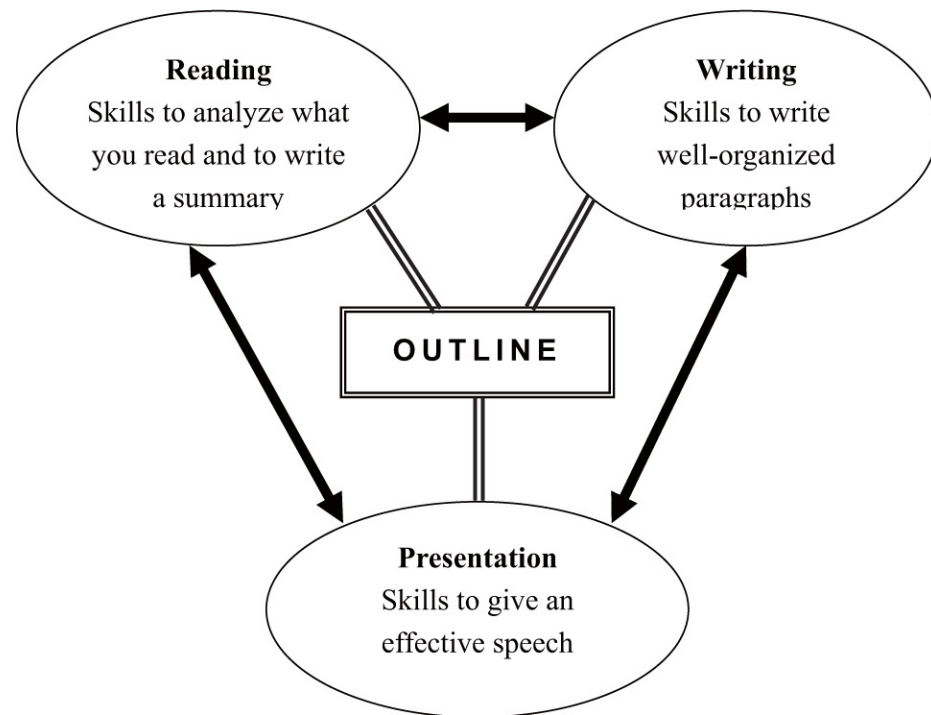 Reading
Skills to analyze what
you read and to write
a summary
Writing
Skills to write
well-organized
paragraphs
OUTLINE
Presentation
Skills to give an
effective speech